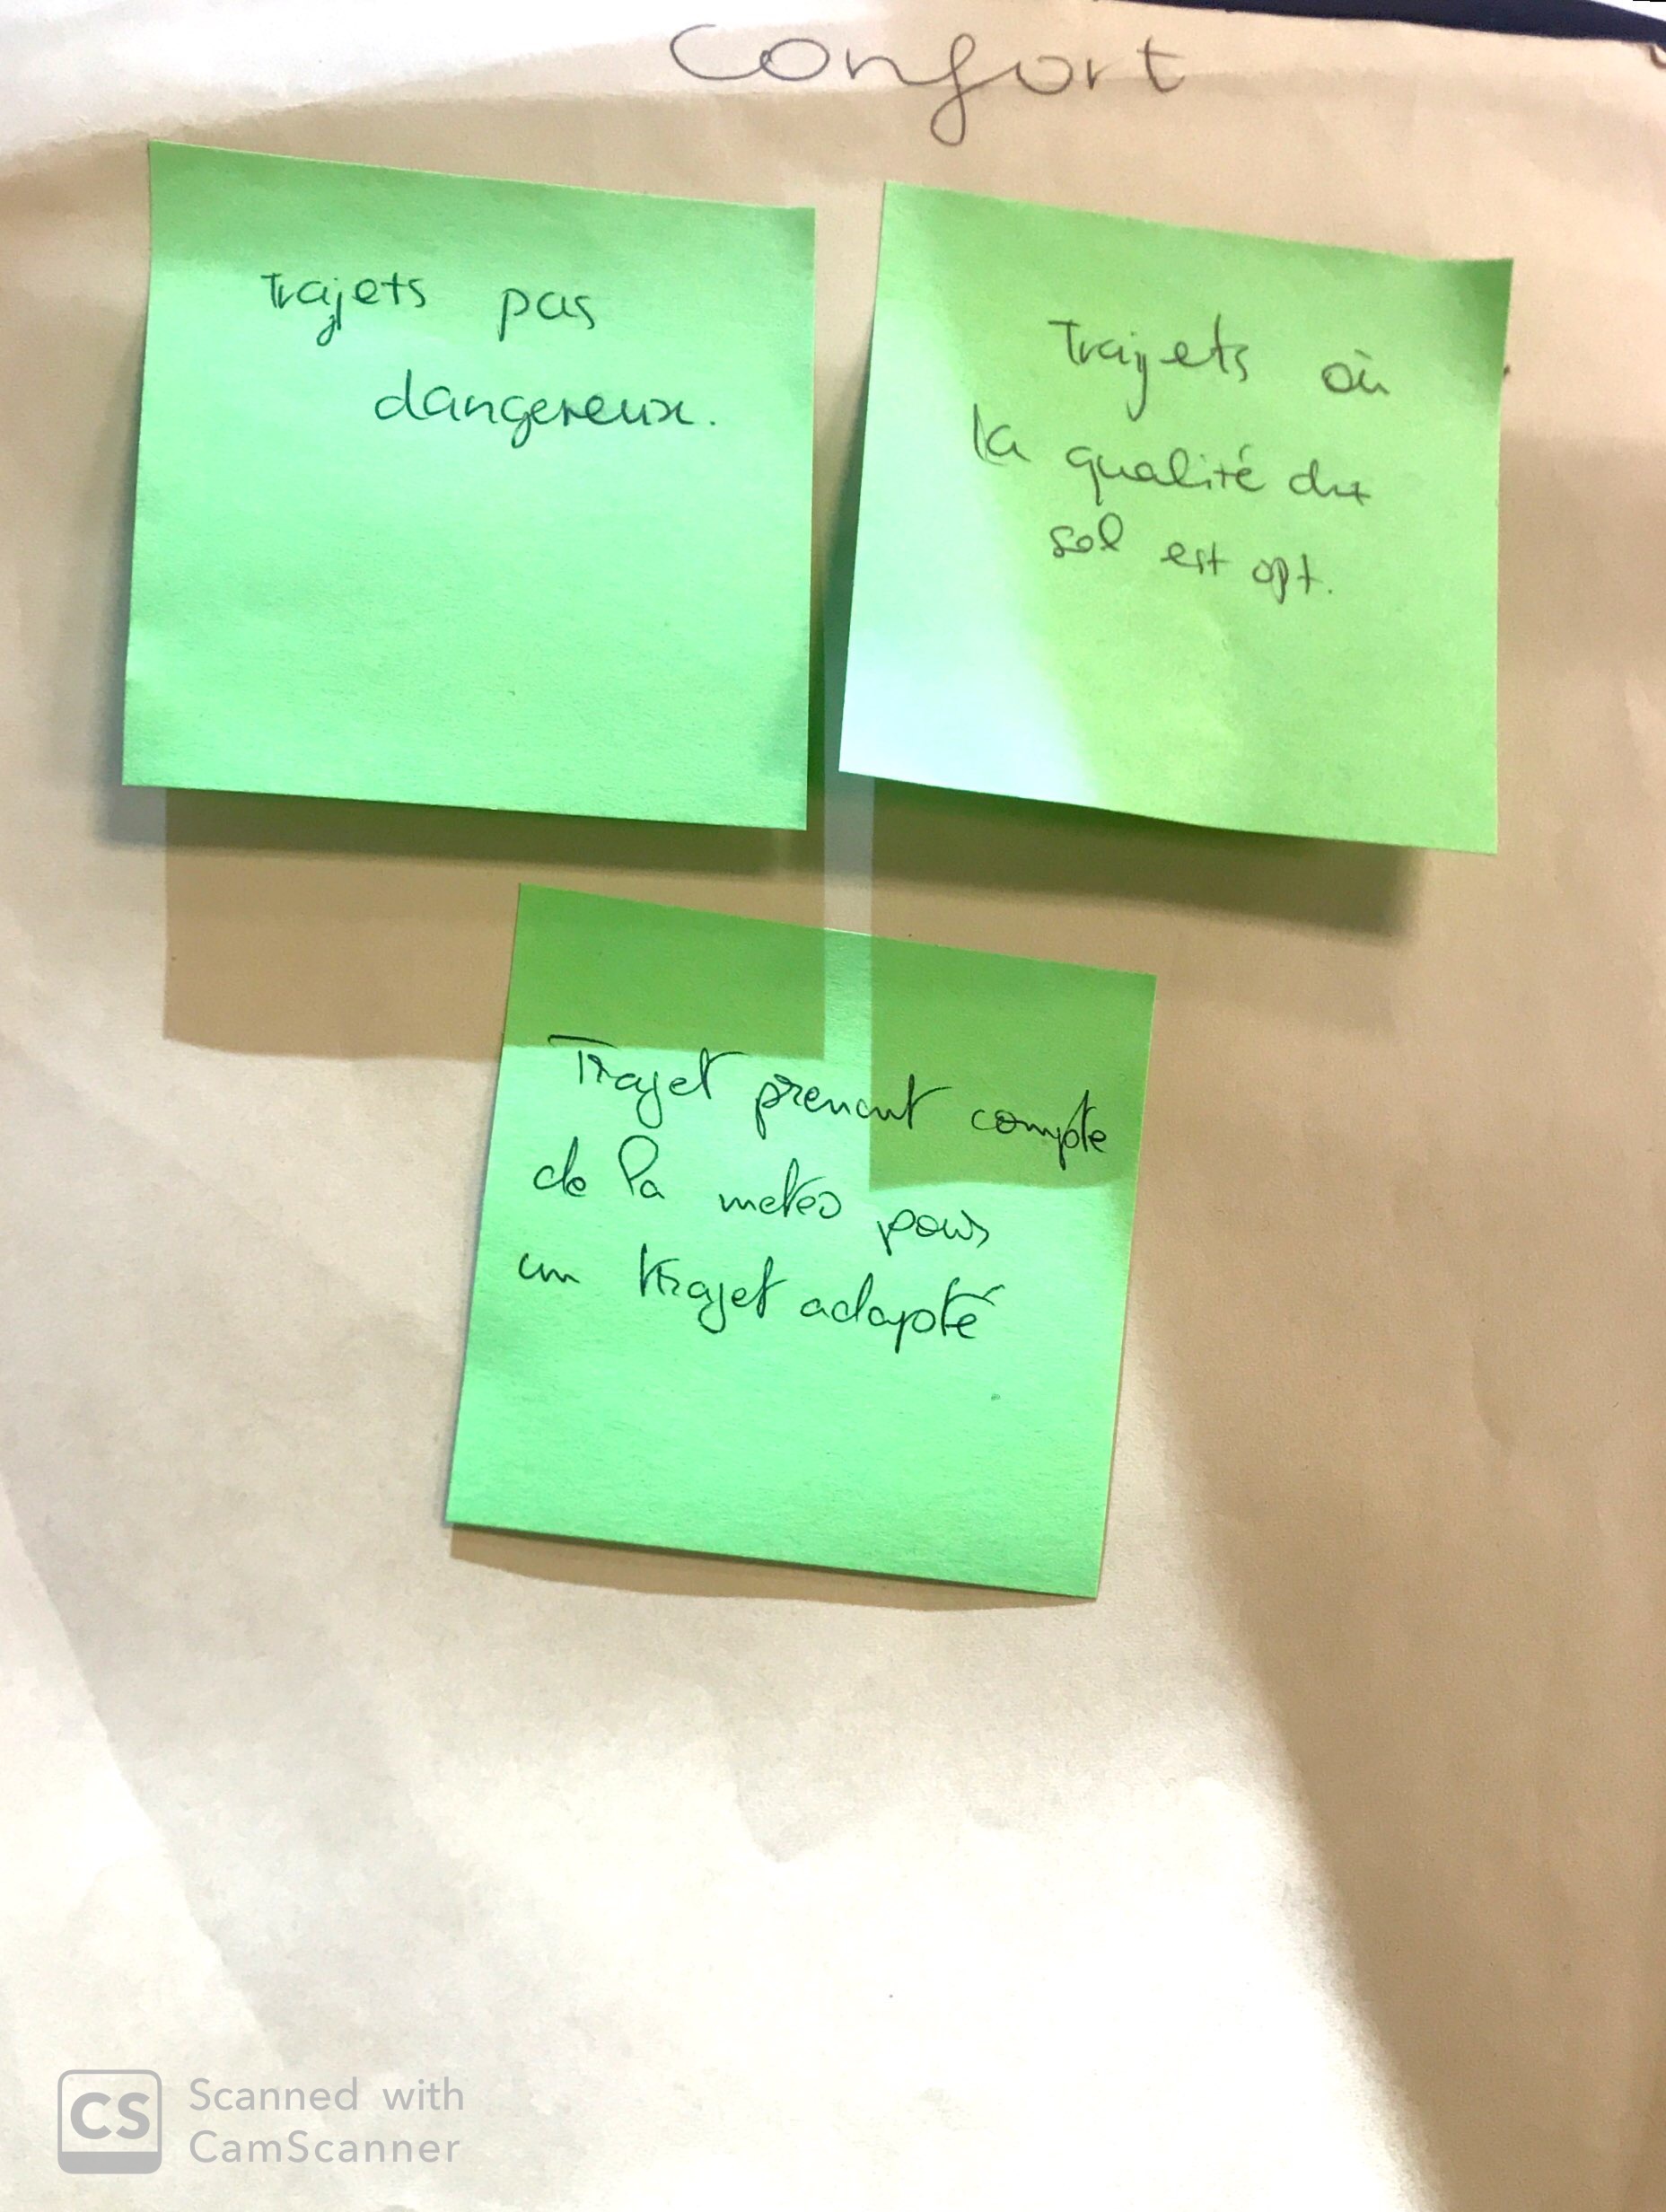 Confort
Trajets pas
dangereux.
Trajets où
la qualité du
sol est opt.
Trajet prenant compte
de la météo pour
un trajet adapté
CS
Scanned with
CamScanner